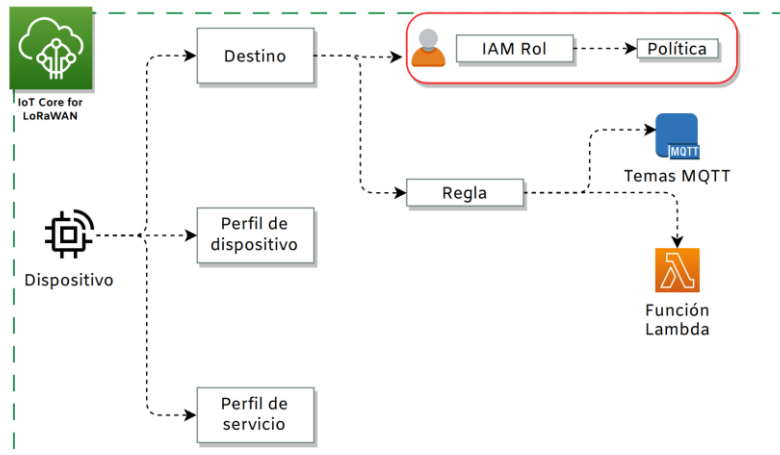 IoT Core for
LoRaWAN
Destino
IAM Rol
Política
MQTT
Temas MQTT
Regla
Perfil de
dispositivo
Dispositivo
Función
Lambda
Perfil de
servicio